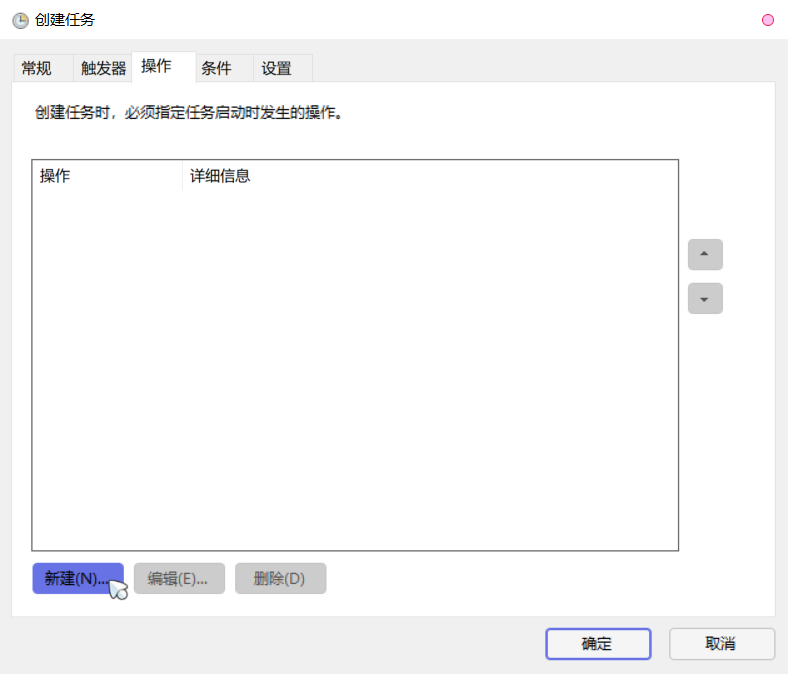 创建任务
常规 触发器 操作 条件 设置
创建任务时，必须指定任务启动时发生的操作。
操作 详细信息
新建(N)... 编辑(E)... 删除(D)
确定 取消